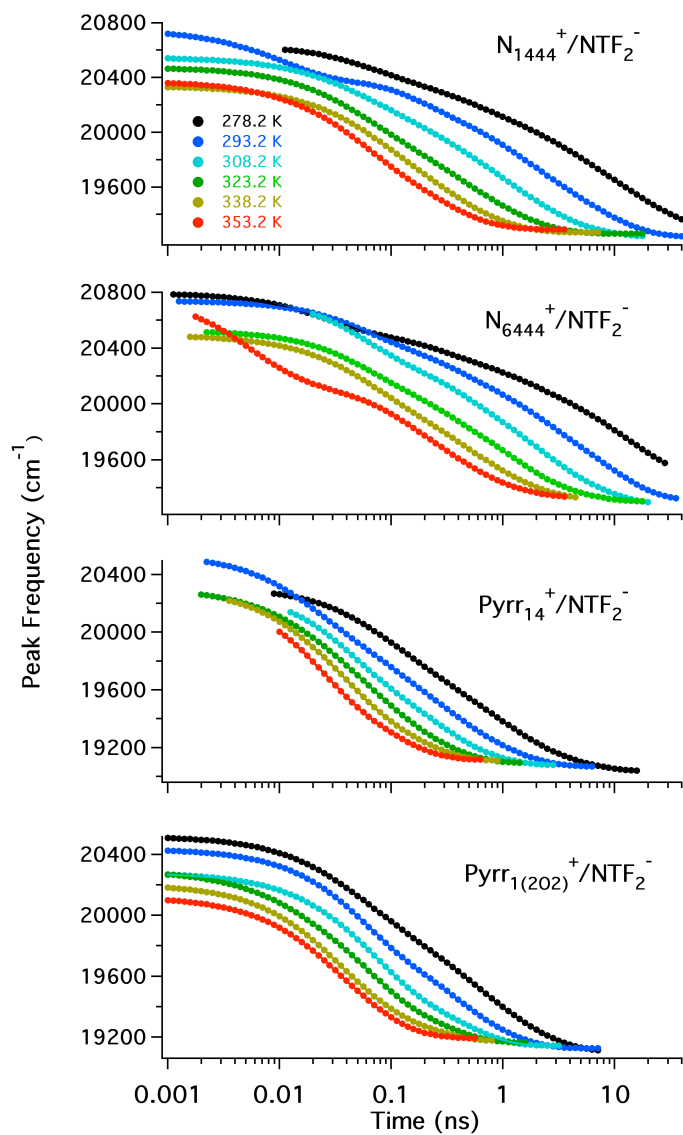 20800
20400
20000
19600
N1444+/NTF2-
278.2 K
293.2 K
308.2 K
323.2 K
338.2 K
353.2 K
20800
20400
20000
19600
N6444+/NTF2-
Peak Frequency (cm-1)
20400
20000
19600
19200
Pyrr14+/NTF2-
20400
20000
19600
19200
Pyrr1(202)+/NTF2-
0.001 0.01 0.1 1 10
Time (ns)